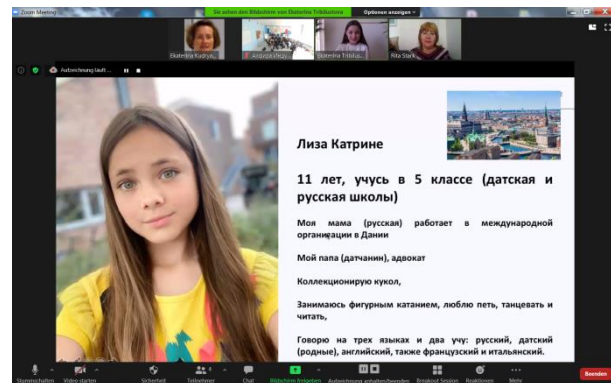 Zoom Meeting
Sie sehen den Bildschirm von Ekaterina Tritikuslova
Optionen anzeigen
Ekaterina Kudrya...
Rita Stark
Aufzeichnung läuft...
Лиза Катрине
11 лет, учусь в 5 классе (датская и
русская школы)
Моя мама (русская) работает в международной
организации в Дании
Мой папа (датчанин), адвокат
Коллекционирую кукол,
Занимаюсь фигурным катанием, люблю петь, танцевать и
читать,
Говорю на трех языках и два учу: русский, датский
(родные), английский, также французский и итальянский.
Stummschalten
Video starten
Sicherheit
Teilnehmer
Chat
Bildschirm freigeben
Aufzeichnung anhalten/beenden
Breakout Session
Reaktionen
Mehr
Beenden